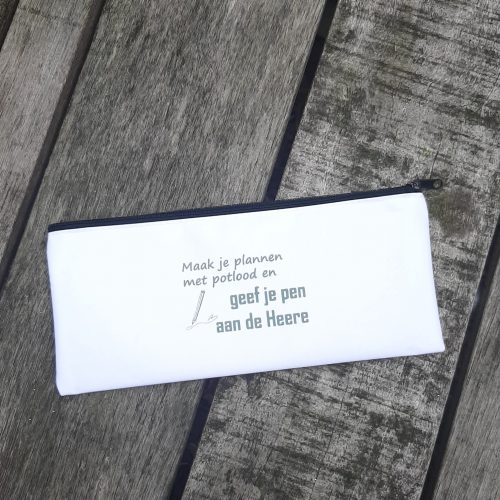 Maak je plannen
met potlood en
geef je pen
aan de Heere